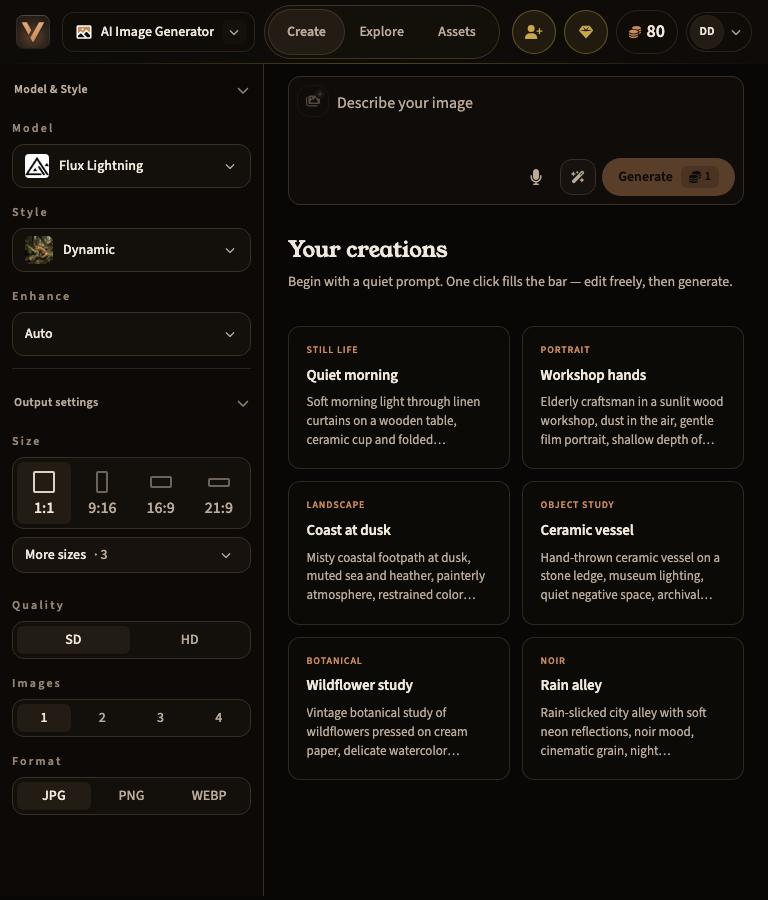 AI Image Generator
Create
Explore
Assets
80
DD
Model & Style
Model
Flux Lightning
Style
Dynamic
Enhance
Auto
Output settings
Size
1:1
9:16
16:9
21:9
More sizes · 3
Quality
SD
HD
Images
1
2
3
4
Format
JPG
PNG
WEBP
Describe your image
Generate
1
Your creations
Begin with a quiet prompt. One click fills the bar — edit freely, then generate.
STILL LIFE
Quiet morning
Soft morning light through linen
curtains on a wooden table,
ceramic cup and folded…
PORTRAIT
Workshop hands
Elderly craftsman in a sunlit wood
workshop, dust in the air, gentle
film portrait, shallow depth of…
LANDSCAPE
Coast at dusk
Misty coastal footpath at dusk,
muted sea and heather, painterly
atmosphere, restrained color…
OBJECT STUDY
Ceramic vessel
Hand-thrown ceramic vessel on a
stone ledge, museum lighting,
quiet negative space, archival…
BOTANICAL
Wildflower study
Vintage botanical study of
wildflowers pressed on cream
paper, delicate watercolor…
NOIR
Rain alley
Rain-slicked city alley with soft
neon reflections, noir mood,
cinematic grain, night…